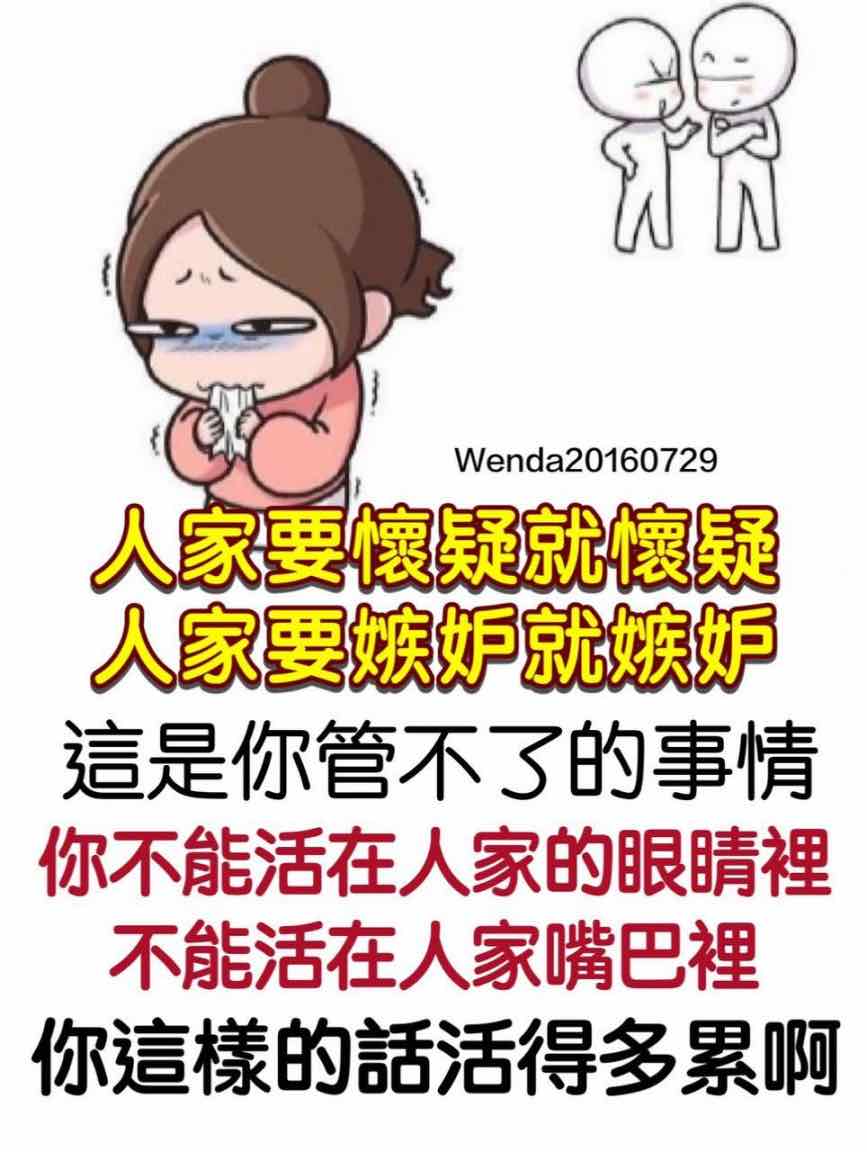 Wenda20160729
人家要懷疑就懷疑
人家要嫉妒就嫉妒
這是你管不了的事情
你不能活在人家的眼睛裡
不能活在人家嘴巴裡
你這樣的話活得多累啊